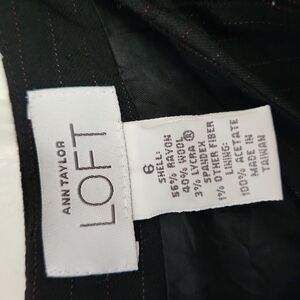 ANN TAYLOR
LOFT
6
SHELL:
56% RAYON
40% WOOL
3% LYCRA ®
SPANDEX
1% OTHER FIBER
LINING:
100% ACETATE
MADE IN
TAIWAN